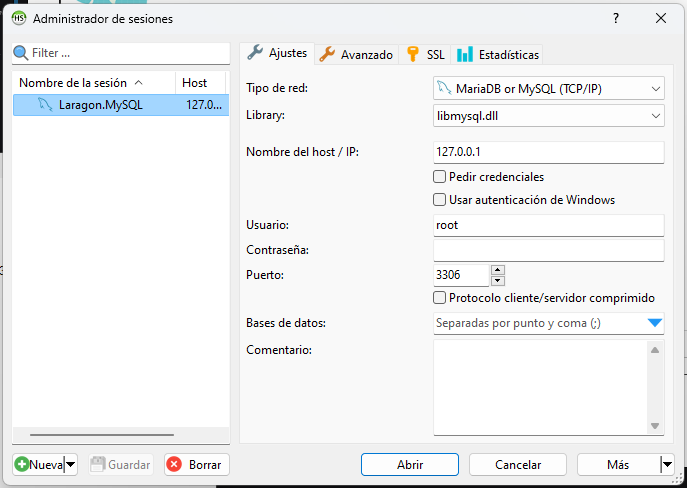 HS
Administrador de sesiones
?
Filter ...
Nombre de la sesión Host
Laragon.MySQL 127.0...
Ajustes Avanzado SSL Estadísticas
Tipo de red: MariaDB or MySQL (TCP/IP)
Library: libmysql.dll
Nombre del host / IP: 127.0.0.1
Pedir credenciales
Usar autenticación de Windows
Usuario: root
Contraseña:
Puerto: 3306
Protocolo cliente/servidor comprimido
Bases de datos: Separadas por punto y coma (;)
Comentario:
Nueva Guardar Borrar Abrir Cancelar Más